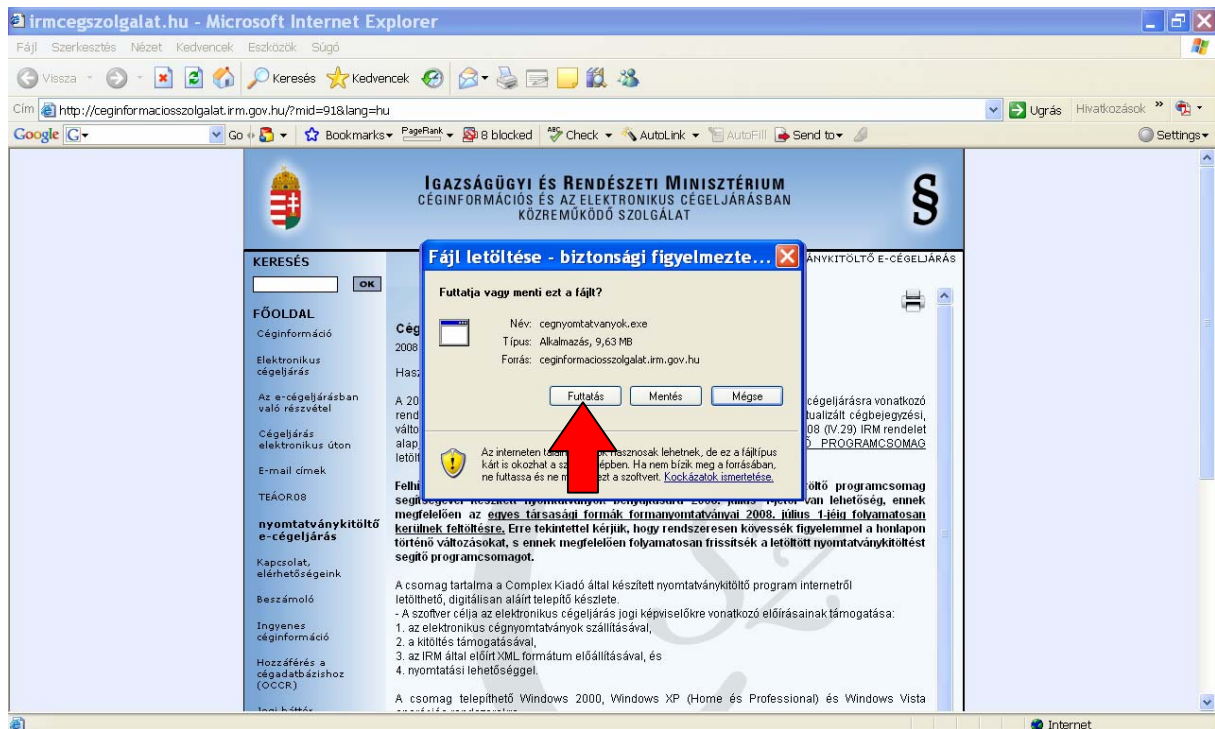 irmcegszolgalat.hu - Microsoft Internet Explorer
Fájl Szerkesztés Nézet Kedvencek Eszközök Súgó
Vissza Keresés Kedvencek
Cím http://ceginformaciosszolgalat.irm.gov.hu/?mid=91&lang=hu Ugrás Hivatkozások »
Google G Go Bookmarks PageRank 8 blocked Check AutoLink AutoFill Send to Settings
IGAZSÁGÜGYI ÉS RENDÉSZETI MINISZTÉRIUM
CÉGINFORMÁCIÓS ÉS AZ ELEKTRONIKUS CÉGELJÁRÁSBAN
KÖZREMŰKÖDŐ SZOLGÁLAT
§
KERESÉS
OK
FŐOLDAL
Céginformáció
Elektronikus
cégeljárás
Az e-cégeljárásban
való részvétel
Cégeljárás
elektronikus úton
E-mail címek
TEÁOR08
nyomtatványkitöltő
e-cégeljárás
Kapcsolat,
elérhetőségeink
Beszámoló
Ingyenes
céginformáció
Hozzáférés a
cégadatbázishoz
(OCCR)
Fájl letöltése - biztonsági figyelmezte...
Futtatja vagy menti ezt a fájlt?
Név: cegnyomtatvanyok.exe
Típus: Alkalmazás, 9,63 MB
Forrás: ceginformaciosszolgalat.irm.gov.hu
Futtatás Mentés Mégse
Az interneten hasznosak lehetnek, de ez a fájltípus
kárt is okozhat a Ha nem bízik meg a forrásában,
ne futtassa és ne ezt a szoftvert. Kockázatok ismertetése.
ÁNYKITÖLTŐ E-CÉGELJÁRÁS
Cég
2008
Hasz
A 20 cégeljárásra vonatkozó
rend tualizált cégbejegyzési,
válto 08 (IV.29) IRM rendelet
alap PROGRAMCSOMAG
letölt
Felhí öltő programcsomag
van lehetőség, ennek
megfelelően az egyes társasági formák formanyomtatványai 2008. július 1-jéig folyamatosan
kerülnek feltöltésre. Erre tekintettel kérjük, hogy rendszeresen kövessék figyelemmel a honlapon
történő változásokat, s ennek megfelelően folyamatosan frissítsék a letöltött nyomtatványkitöltést
segítő programcsomagot.
A csomag tartalma a Complex Kiadó által készített nyomtatványkitöltő program internetről
letölthető, digitálisan aláírt telepítő készlete.
- A szoftver célja az elektronikus cégeljárás jogi képviselőkre vonatkozó előírásainak támogatása:
1. az elektronikus cégnyomtatványok szállításával,
2. a kitöltés támogatásával,
3. az IRM által előírt XML formátum előállításával, és
4. nyomtatási lehetőséggel.
A csomag telepíthető Windows 2000, Windows XP (Home és Professional) és Windows Vista
Internet